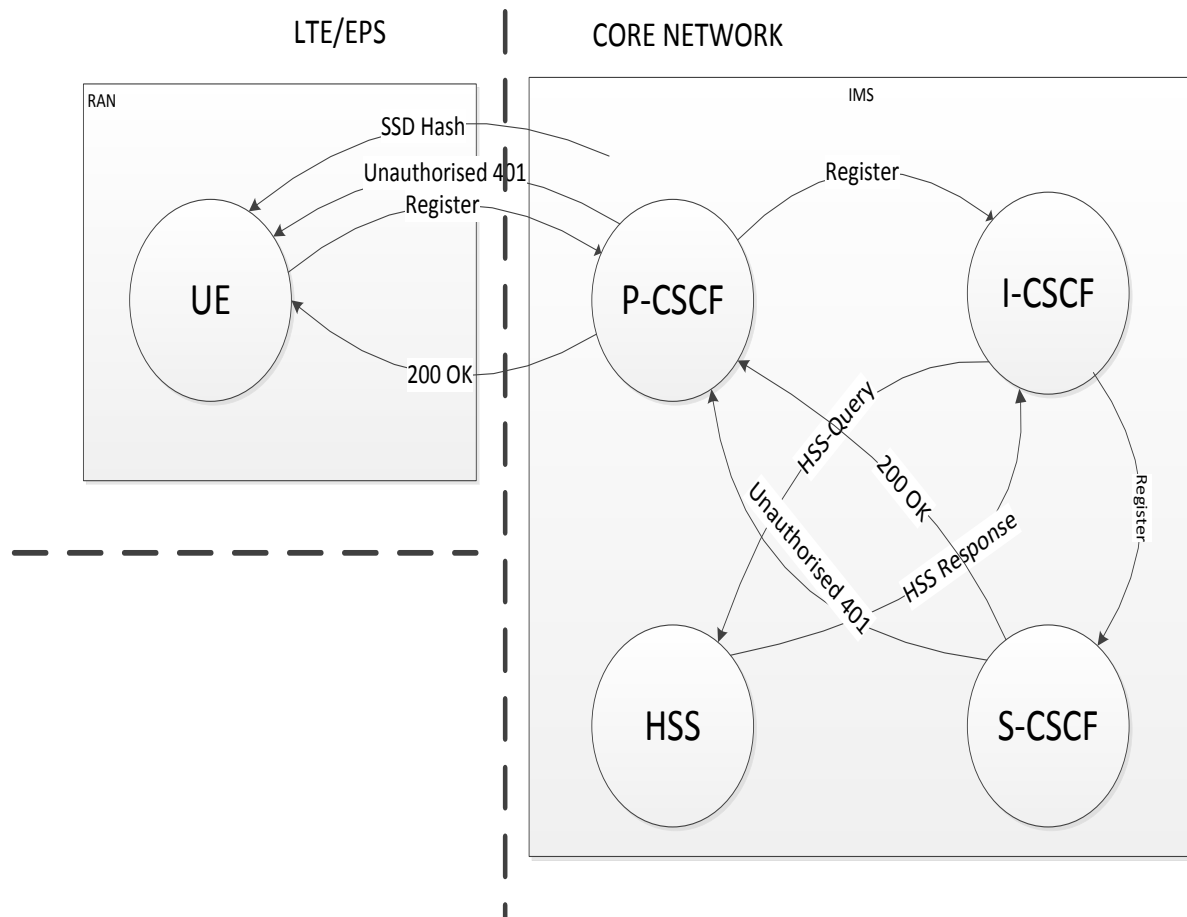 LTE/EPS
CORE NETWORK
RAN
IMS
SSD Hash
Unauthorised 401
Register
Register
UE
P-CSCF
I-CSCF
200 OK
HSS-Query
200 OK
Register
Unauthorised 401
HSS Response
HSS
S-CSCF